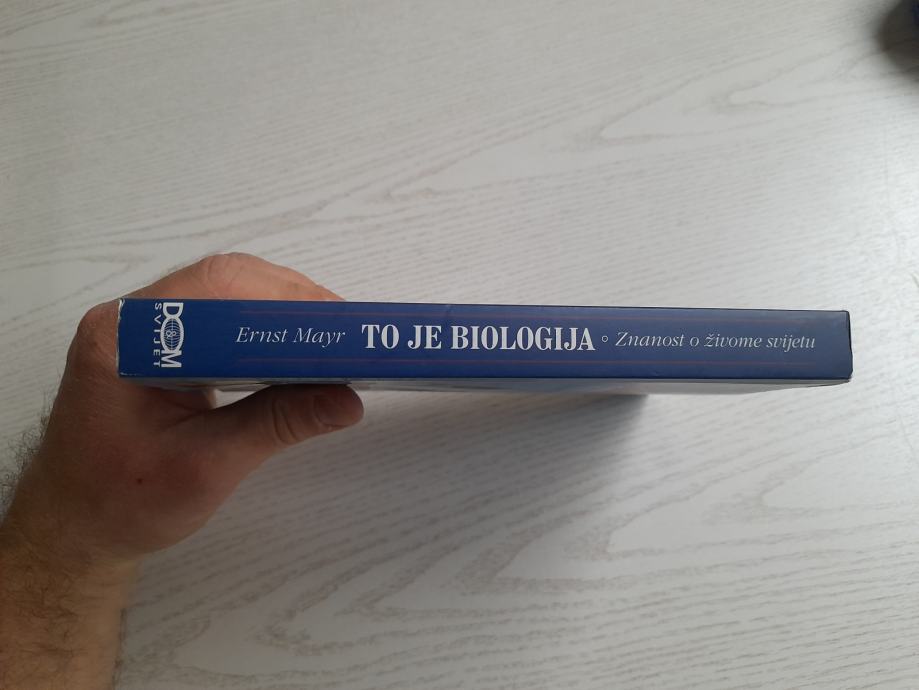 DOM & SVIJET
Ernst Mayr TO JE BIOLOGIJA ° Znanost o živome svijetu